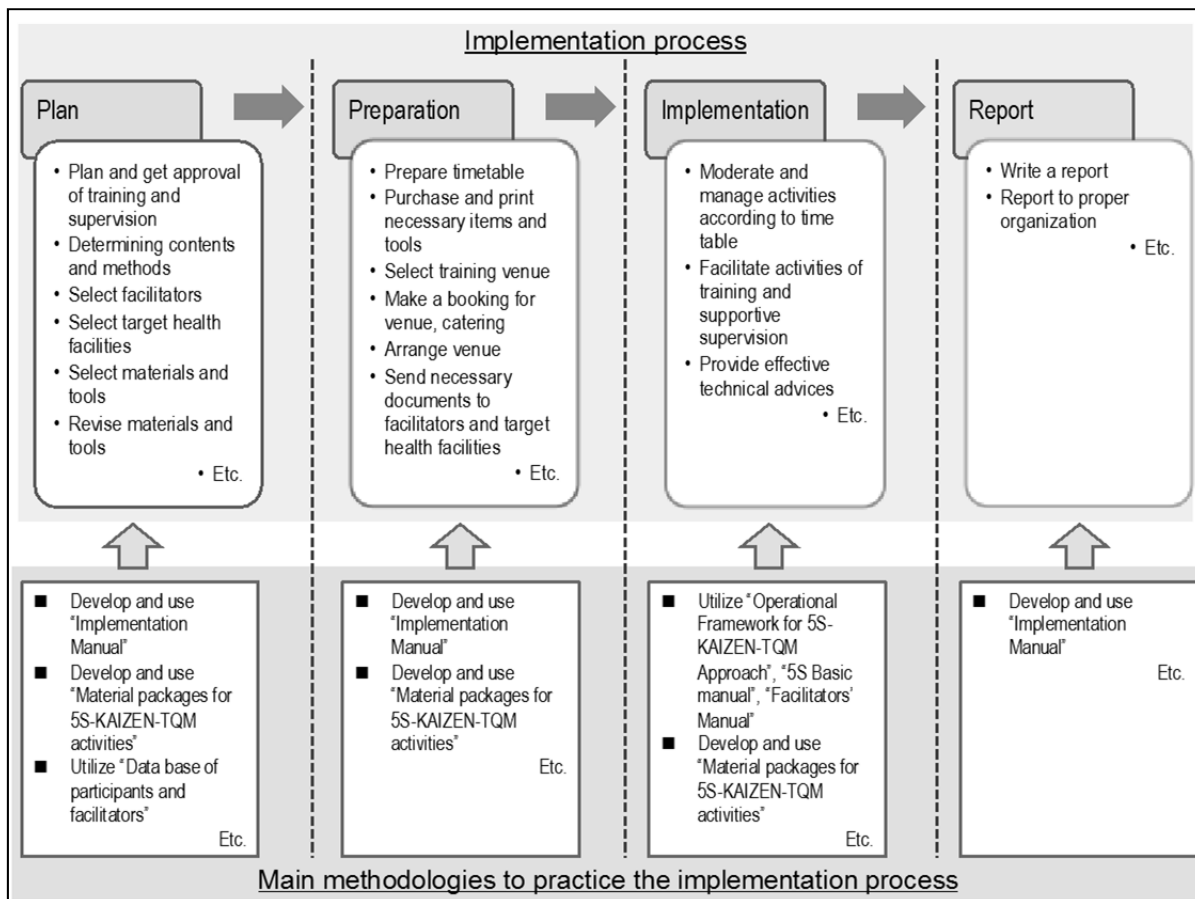 Implementation process
Plan
• Plan and get approval
of training and
supervision
• Determining contents
and methods
• Select facilitators
• Select target health
facilities
• Select materials and
tools
• Revise materials and
tools
• Etc.
Preparation
• Prepare timetable
• Purchase and print
necessary items and
tools
• Select training venue
• Make a booking for
venue, catering
• Arrange venue
• Send necessary
documents to
facilitators and target
health facilities
• Etc.
Implementation
• Moderate and
manage activities
according to time
table
• Facilitate activities of
training and
supportive
supervision
• Provide effective
technical advices
• Etc.
Report
• Write a report
• Report to proper
organization
• Etc.
■ Develop and use
"Implementation
Manual"
■ Develop and use
"Material packages for
5S-KAIZEN-TQM
activities"
■ Utilize "Data base of
participants and
facilitators"
Etc.
■ Develop and use
"Implementation
Manual"
■ Develop and use
"Material packages for
5S-KAIZEN-TQM
activities"
Etc.
■ Utilize "Operational
Framework for 5S-
KAIZEN-TQM
Approach", "5S Basic
manual", "Facilitators'
Manual"
■ Develop and use
"Material packages for
5S-KAIZEN-TQM
activities"
Etc.
■ Develop and use
"Implementation
Manual"
Etc.
Main methodologies to practice the implementation process